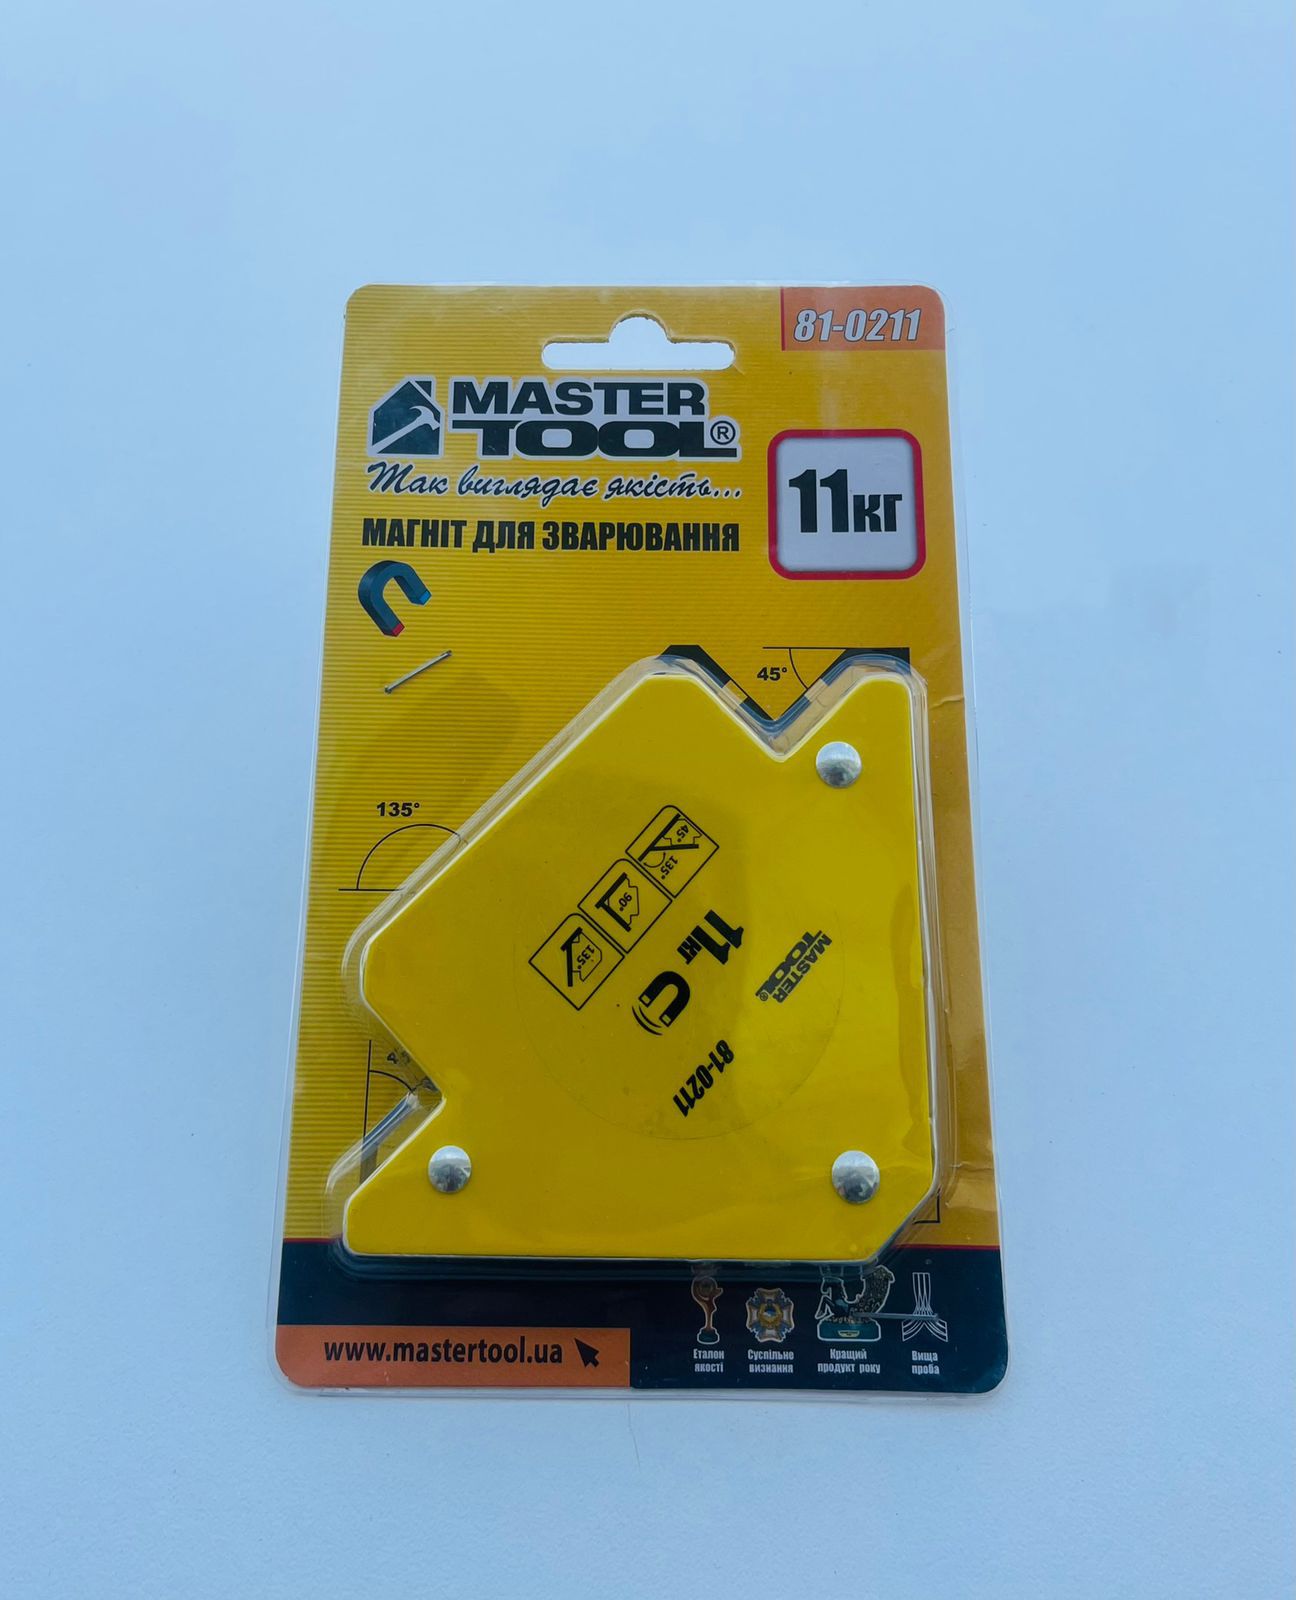 81-0211
MASTER
TOOL®
Так виглядає якість...
МАГНІТ ДЛЯ ЗВАРЮВАННЯ
11кг
45°
135°
45°
135°
90°
135°
11кг
MASTER
TOOL®
81-0211
www.mastertool.ua
Еталон
якості
Суспільне
визнання
Кращий
продукт року
Вища
проба